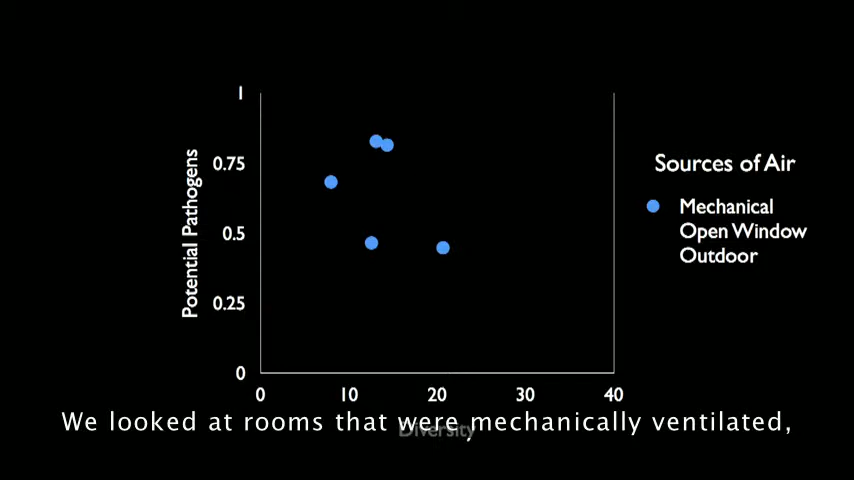 1
0.75
0.5
0.25
0
Potential Pathogens
0 10 20 30 40
Diversity
Sources of Air
Mechanical
Open Window
Outdoor
We looked at rooms that were mechanically ventilated,